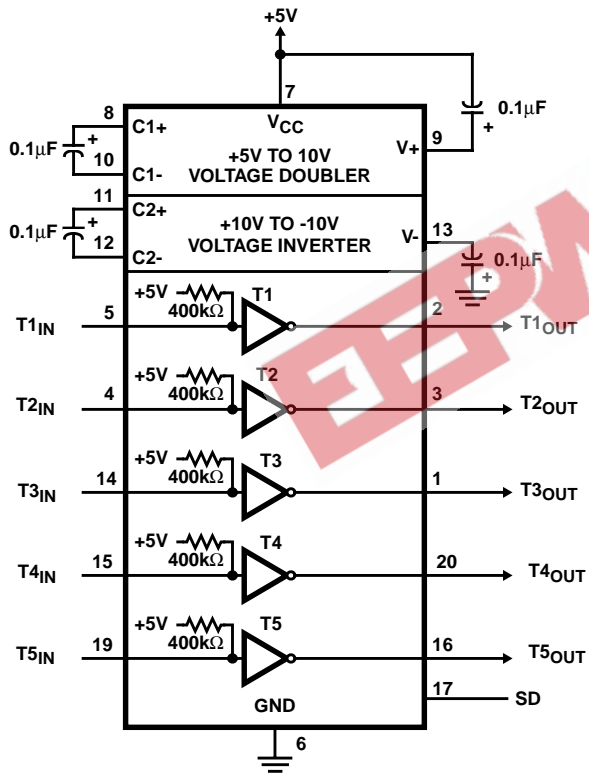 +5V
7
8
C1+
VCC
9
V+
0.1µF
+
0.1µF
+
10
C1-
+5V TO 10V
VOLTAGE DOUBLER
11
C2+
0.1µF
+
12
C2-
+10V TO -10V
VOLTAGE INVERTER
V-
13
0.1µF
+
T1IN
5
+5V
400kΩ
T1
2
T1OUT
T2IN
4
+5V
400kΩ
T2
3
T2OUT
T3IN
14
+5V
400kΩ
T3
1
T3OUT
T4IN
15
+5V
400kΩ
T4
20
T4OUT
T5IN
19
+5V
400kΩ
T5
16
T5OUT
17
SD
GND
6
EEPW